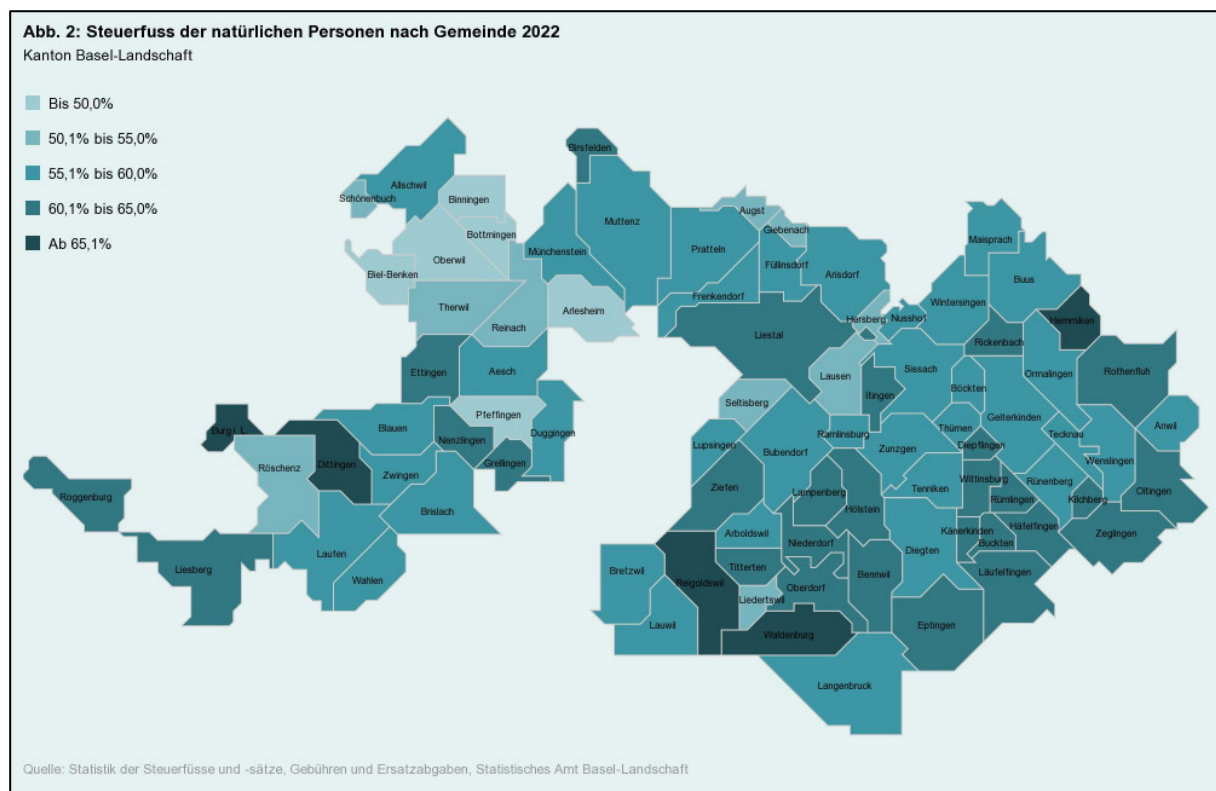 Abb. 2: Steuerfuss der natürlichen Personen nach Gemeinde 2022
Kanton Basel-Landschaft
Bis 50,0%
50,1% bis 55,0%
55,1% bis 60,0%
60,1% bis 65,0%
Ab 65,1%
Birsfelden
Allschwil
Schönenbuch
Binningen
Bottmingen
Oberwil
Biel-Benken
Therwil
Reinach
Münchenstein
Muttenz
Arlesheim
Augst
Giebenach
Pratteln
Füllinsdorf
Arisdorf
Frenkendorf
Liestal
Hersberg
Nusshof
Maisprach
Buus
Wintersingen
Hemmiken
Rickenbach
Rothenfluh
Ormalingen
Sissach
Lausen
Itingen
Böckten
Gelterkinden
Ettingen
Aesch
Pfeffingen
Duggingen
Seltisberg
Burg i. L.
Blauen
Nenzlingen
Grellingen
Dittingen
Röschenz
Zwingen
Brislach
Roggenburg
Liesberg
Laufen
Wahlen
Lupsingen
Bubendorf
Ramlinsburg
Zunzgen
Thürnen
Diepflingen
Tecknau
Anwil
Wenslingen
Ziefen
Lampenberg
Hölstein
Tenniken
Wittinsburg
Rümlingen
Rünenberg
Kilchberg
Oltingen
Zeglingen
Arboldswil
Niederdorf
Diegten
Känerkinden
Buckten
Häfelfingen
Läufelfingen
Bretzwil
Reigoldswil
Titterten
Oberdorf
Bennwil
Liedertswil
Lauwil
Waldenburg
Eptingen
Langenbruck
Quelle: Statistik der Steuerfüsse und -sätze, Gebühren und Ersatzabgaben, Statistisches Amt Basel-Landschaft